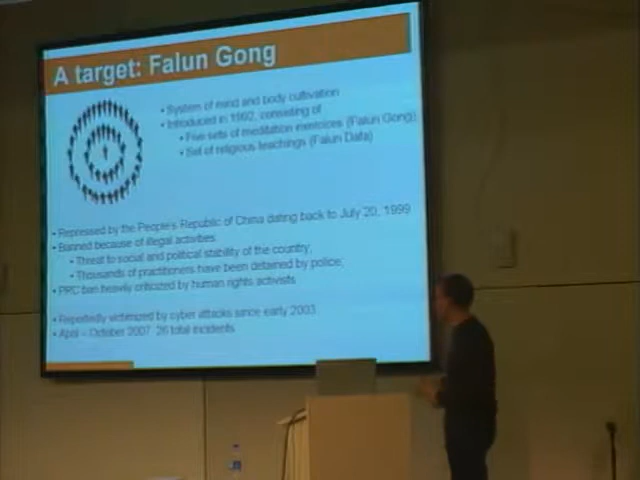 A target: Falun Gong
• System of mind and body cultivation
• Introduced in 1992, consisting of
• Five sets of meditation exercices (Falun Gong)
• Set of religious teachings (Falun Dafa)
• Repressed by the People's Republic of China dating back to July 20, 1999
• Banned because of illegal activities:
• Threat to social and political stability of the country;
• Thousands of practitioners have been detained by police;
• PRC ban heavily criticized by human rights activists
• Reportedly victimized by cyber attacks since early 2003
• April – October 2007: 26 total incidents